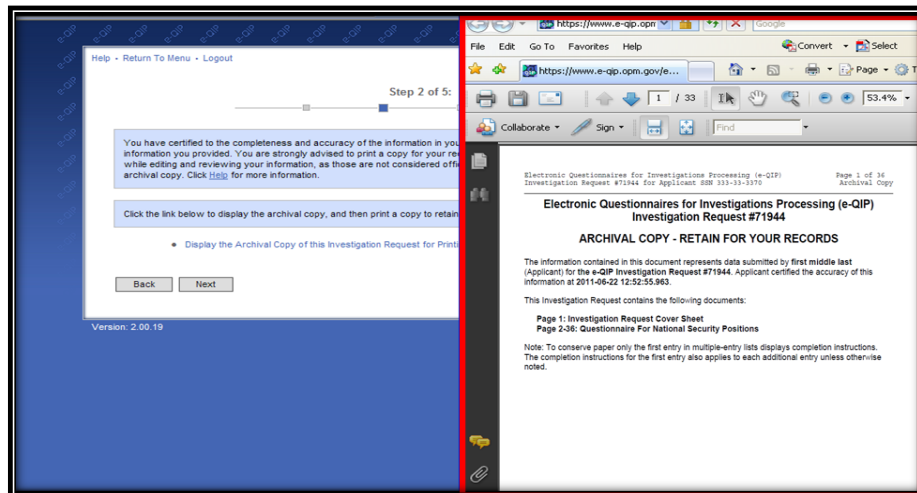 Help - Return To Menu - Logout
Step 2 of 5:
You have certified to the completeness and accuracy of the information in you
information you provided. You are strongly advised to print a copy for your re
while editing and reviewing your information, as those are not considered offi
archival copy. Click Help for more information.
Click the link below to display the archival copy, and then print a copy to retain
Display the Archival Copy of this Investigation Request for Printi
Back Next
Version: 2.00.19
https://www.e-qip.opm
Google
File Edit Go To Favorites Help
Convert Select
https://www.e-qip.opm.gov/e...
Page T
1 / 33 53.4%
Collaborate Sign Find
Electronic Questionnaires for Investigations Processing (e-QIP) Page 1 of 36
Investigation Request #71944 for Applicant SSN 333-33-3370 Archival Copy
Electronic Questionnaires for Investigations Processing (e-QIP)
Investigation Request #71944
ARCHIVAL COPY - RETAIN FOR YOUR RECORDS
The information contained in this document represents data submitted by first middle last
(Applicant) for the e-QIP Investigation Request #71944. Applicant certified the accuracy of this
information at 2011-06-22 12:52:55.963.
This Investigation Request contains the following documents:
Page 1: Investigation Request Cover Sheet
Page 2-36: Questionnaire For National Security Positions
Note: To conserve paper only the first entry in multiple-entry lists displays completion instructions.
The completion instructions for the first entry also applies to each additional entry unless otherwise
noted.